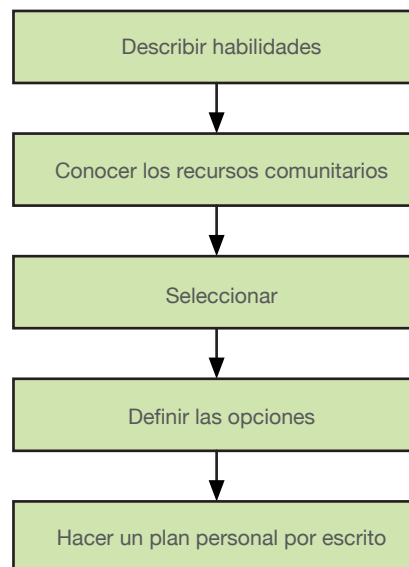 Describir habilidades
Conocer los recursos comunitarios
Seleccionar
Definir las opciones
Hacer un plan personal por escrito